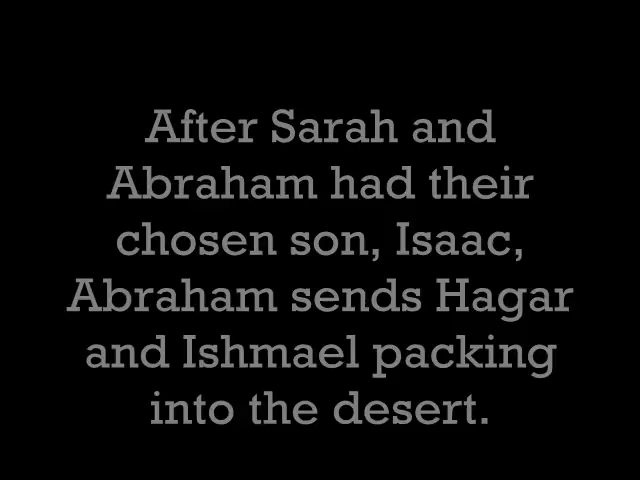 After Sarah and
Abraham had their
chosen son, Isaac,
Abraham sends Hagar
and Ishmael packing
into the desert.